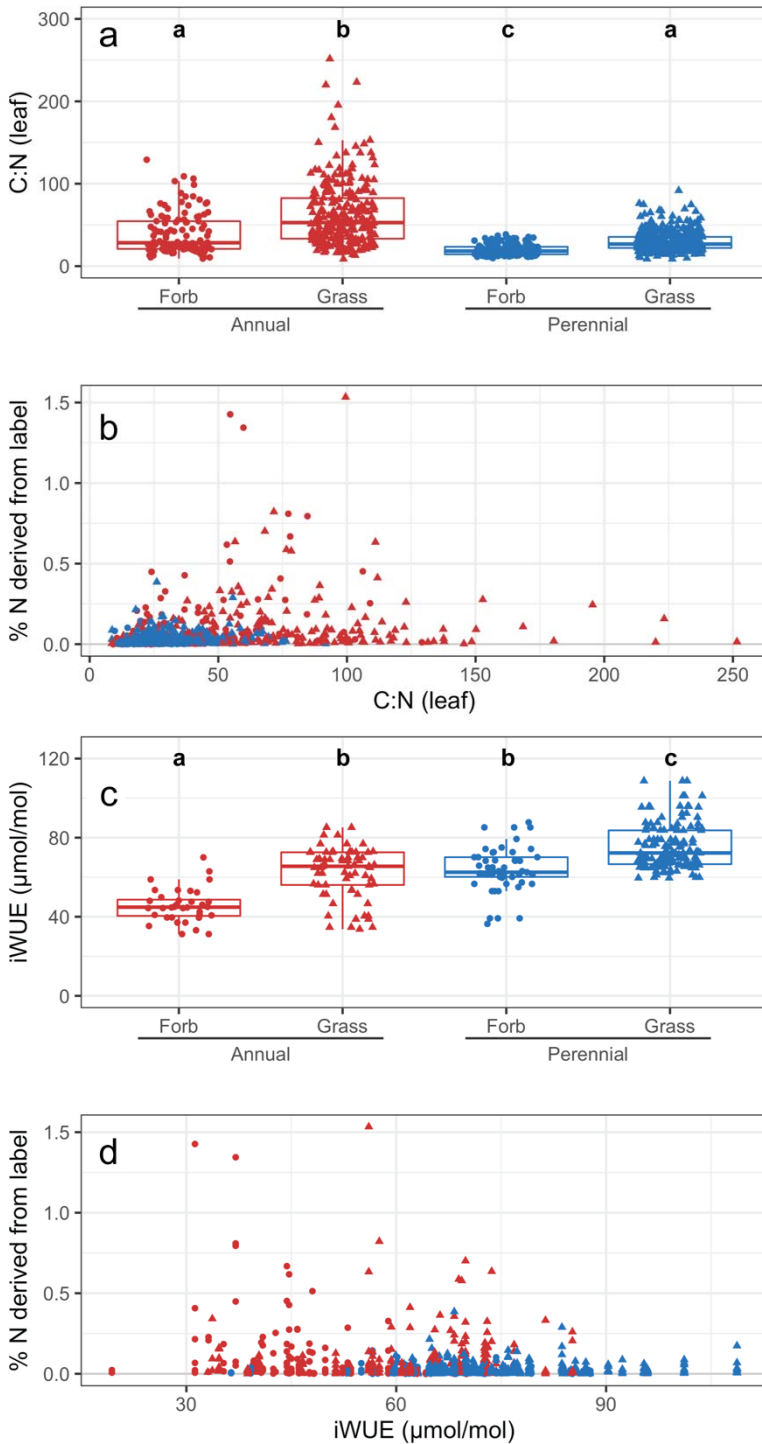 a
a b c a
C:N (leaf)
300
200
100
0
Forb Grass Forb Grass
Annual Perennial
b
% N derived from label
1.5
1.0
0.5
0.0
0 50 100 150 200 250
C:N (leaf)
c
a b b c
iWUE (μmol/mol)
120
80
40
0
Forb Grass Forb Grass
Annual Perennial
d
% N derived from label
1.5
1.0
0.5
0.0
30 60 90
iWUE (μmol/mol)